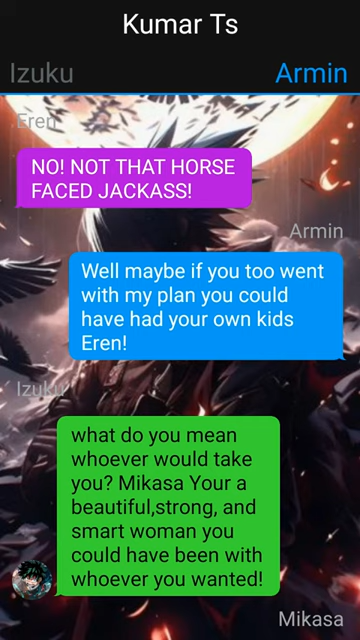 Kumar Ts
Izuku Armin
Eren
NO! NOT THAT HORSE
FACED JACKASS!
Armin
Well maybe if you too went
with my plan you could
have had your own kids
Eren!
Izuku
what do you mean
whoever would take
you? Mikasa Your a
beautiful,strong, and
smart woman you
could have been with
whoever you wanted!
Mikasa